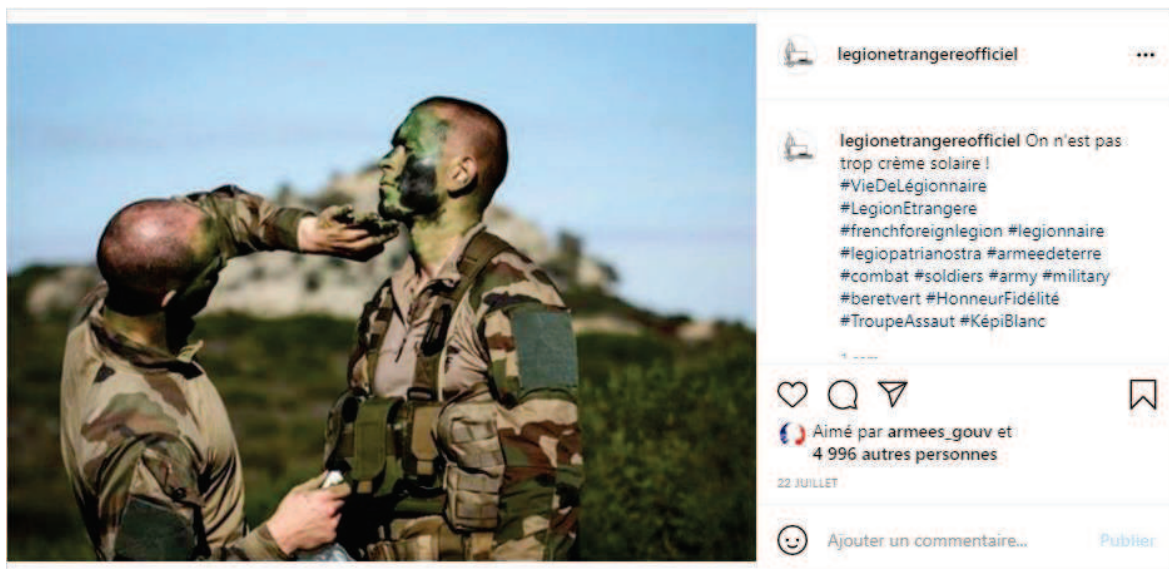 legionetrangereofficiel
legionetrangereofficiel On n'est pas
trop crème solaire !
#VieDeLégionnaire
#LegionEtrangere
#frenchforeignlegion #legionnaire
#legiopatrianostra #armeedeterre
#combat #soldiers #army #military
#beretvert #HonneurFidélité
#TroupeAssaut #KépiBlanc
Aimé par armees_gouv et
4 996 autres personnes
22 JUILLET
Ajouter un commentaire... Publier